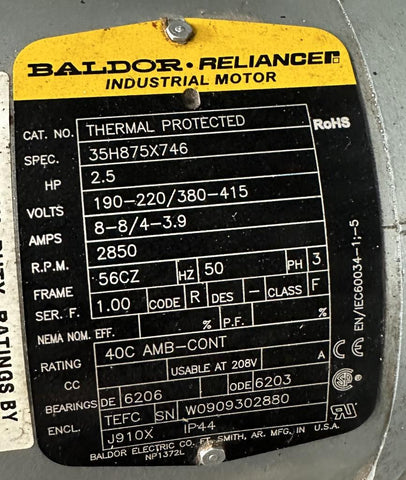 BALDOR · RELIANCER
INDUSTRIAL MOTOR
CAT. NO. THERMAL PROTECTED RoHS
SPEC. 35H875X746
HP 2.5
VOLTS 190-220/380-415
AMPS 8-8/4-3.9
R.P.M. 2850
FRAME 56CZ HZ 50 PH 3
SER. F. 1.00 CODE R DES - CLASS F
NEMA NOM. EFF. % P.F. %
RATING 40C AMB-CONT
CC USABLE AT 208V A
BEARINGS DE 6206 ODE 6203
ENCL. TEFC SN W0909302880
J910X IP44
BALDOR ELECTRIC CO. FT. SMITH, AR. MFG. IN U.S.A.
NP1372L
EN/IEC60034-1;-5
CE
RATINGS BY